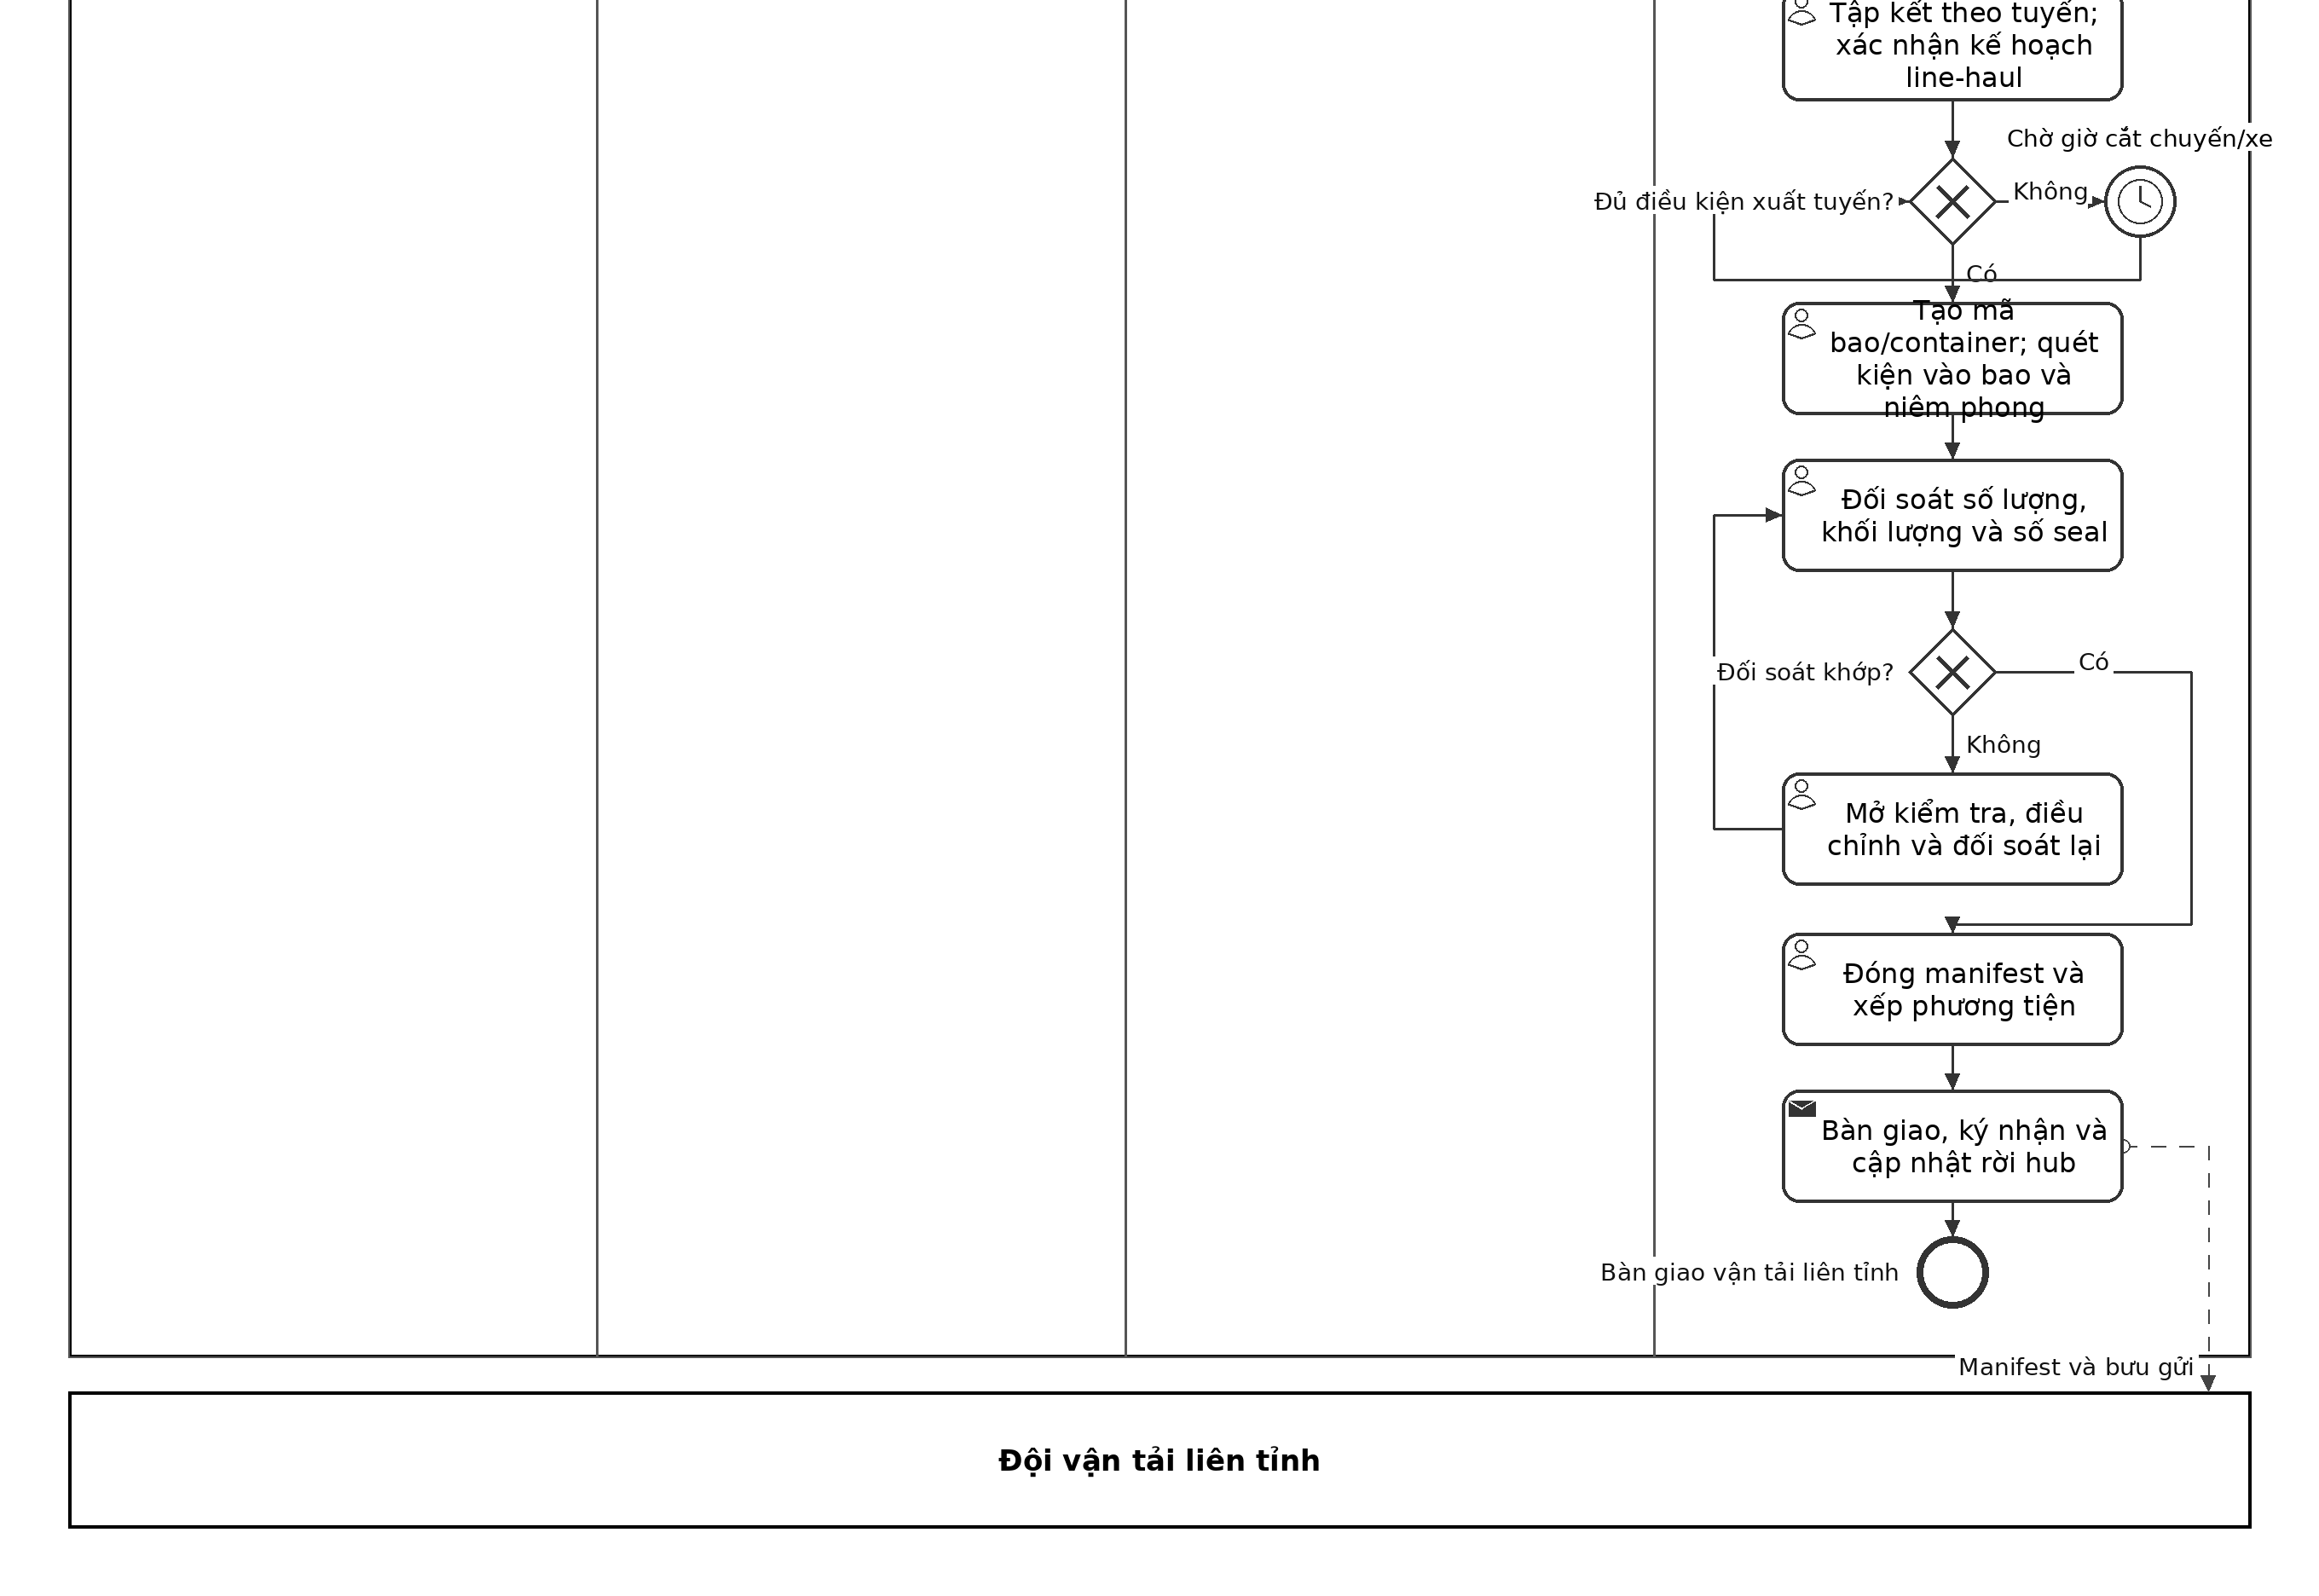 Tập kết theo tuyến;
xác nhận kế hoạch
line-haul
Chờ giờ cắt chuyến/xe
Đủ điều kiện xuất tuyến?
Không
Có
Tạo mã
bao/container; quét
kiện vào bao và
niêm phong
Đối soát số lượng,
khối lượng và số seal
Đối soát khớp?
Có
Không
Mở kiểm tra, điều
chỉnh và đối soát lại
Đóng manifest và
xếp phương tiện
Bàn giao, ký nhận và
cập nhật rời hub
Bàn giao vận tải liên tỉnh
Manifest và bưu gửi
Đội vận tải liên tỉnh